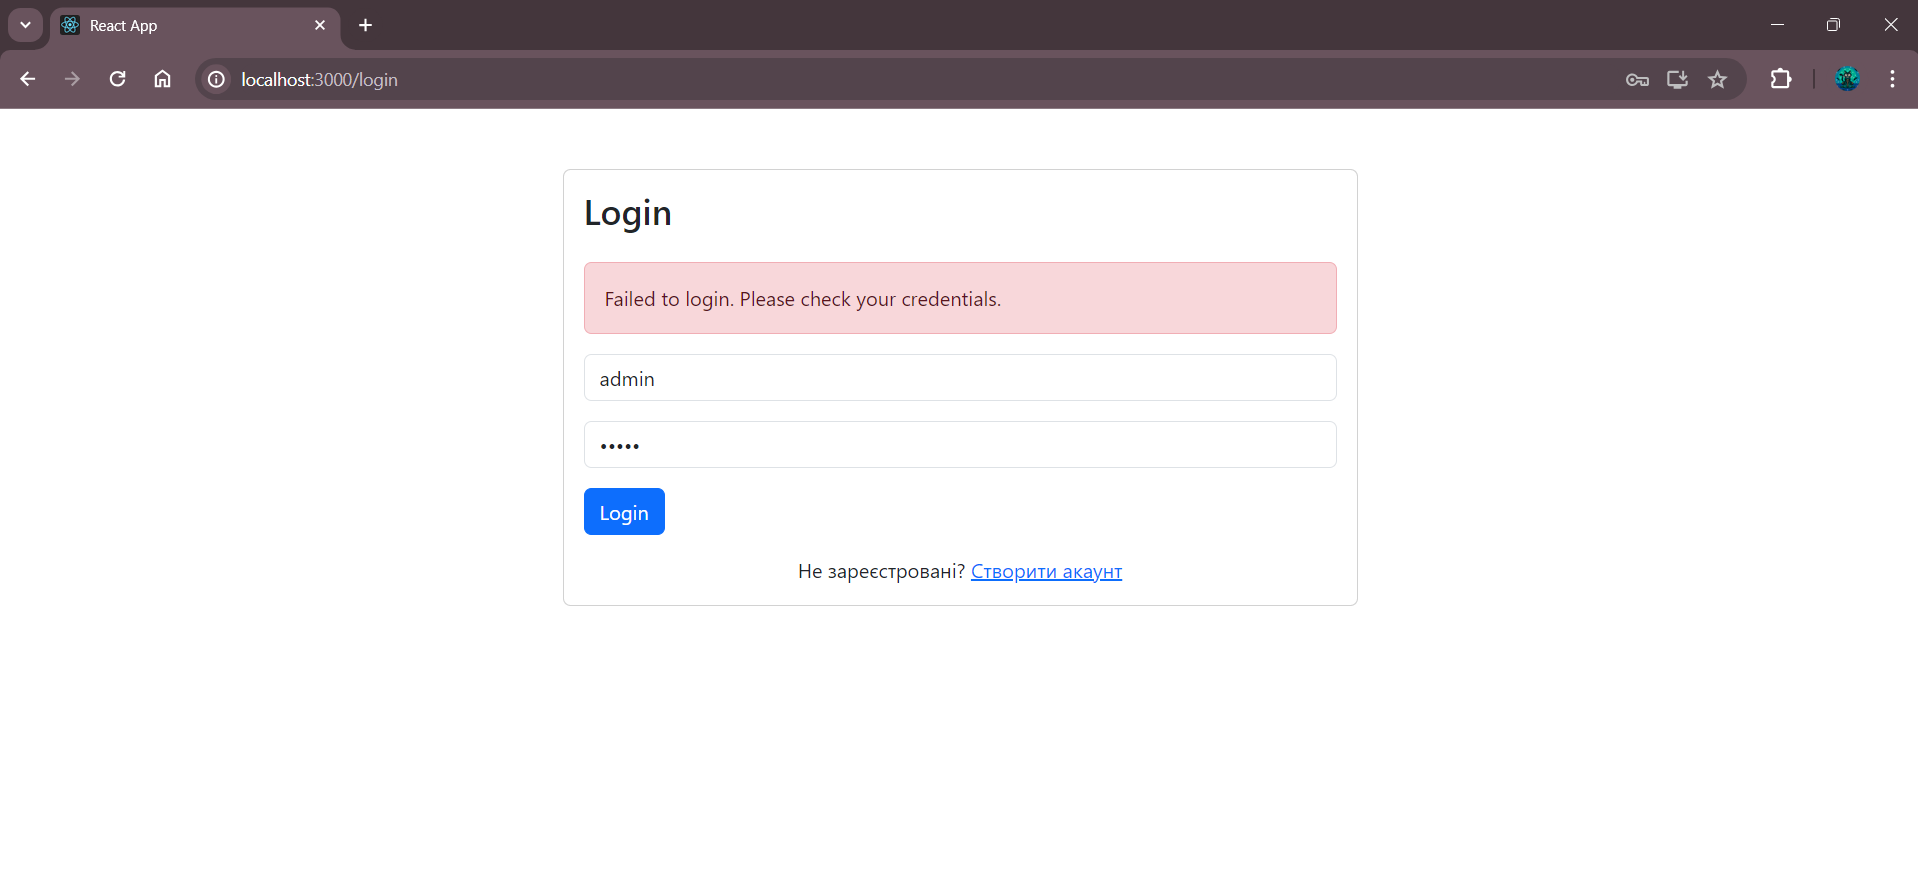 React App
localhost:3000/login
Login
Failed to login. Please check your credentials.
admin
•••••
Login
Не зареєстровані? Створити акаунт